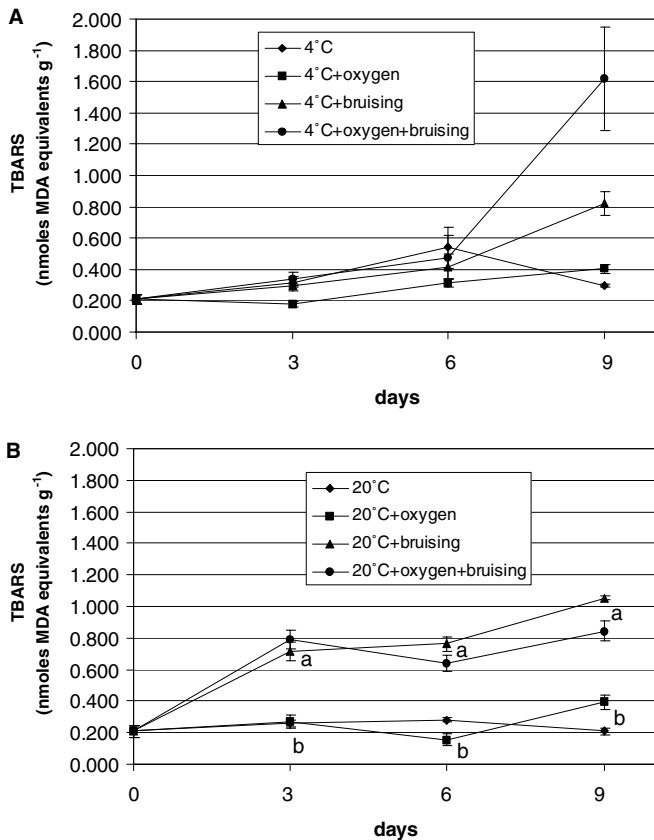 A
TBARS
(nmoles MDA equivalents g-1)
2.000
1.800
1.600
1.400
1.200
1.000
0.800
0.600
0.400
0.200
0.000
4˚C
4˚C+oxygen
4˚C+bruising
4˚C+oxygen+bruising
0 3 6 9
days
B
TBARS
(nmoles MDA equivalents g-1)
2.000
1.800
1.600
1.400
1.200
1.000
0.800
0.600
0.400
0.200
0.000
20˚C
20˚C+oxygen
20˚C+bruising
20˚C+oxygen+bruising
a
a
a
b
b
b
0 3 6 9
days